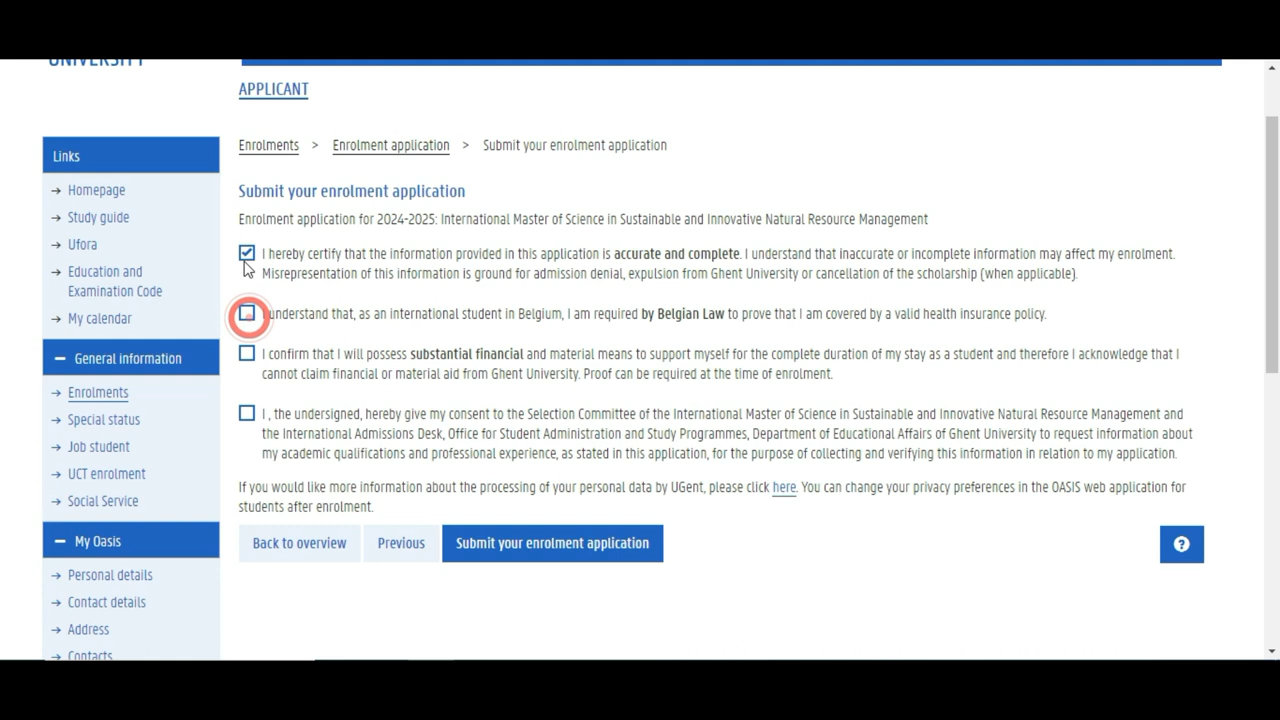 UNIVERSITY
APPLICANT
Enrolments > Enrolment application > Submit your enrolment application
Links
→ Homepage
→ Study guide
→ Ufora
→ Education and
Examination Code
→ My calendar
− General information
→ Enrolments
→ Special status
→ Job student
→ UCT enrolment
→ Social Service
− My Oasis
→ Personal details
→ Contact details
→ Address
→ Contacts
Submit your enrolment application
Enrolment application for 2024-2025: International Master of Science in Sustainable and Innovative Natural Resource Management
I hereby certify that the information provided in this application is accurate and complete. I understand that inaccurate or incomplete information may affect my enrolment.
Misrepresentation of this information is ground for admission denial, expulsion from Ghent University or cancellation of the scholarship (when applicable).
understand that, as an international student in Belgium, I am required by Belgian Law to prove that I am covered by a valid health insurance policy.
I confirm that I will possess substantial financial and material means to support myself for the complete duration of my stay as a student and therefore I acknowledge that I
cannot claim financial or material aid from Ghent University. Proof can be required at the time of enrolment.
I , the undersigned, hereby give my consent to the Selection Committee of the International Master of Science in Sustainable and Innovative Natural Resource Management and
the International Admissions Desk, Office for Student Administration and Study Programmes, Department of Educational Affairs of Ghent University to request information about
my academic qualifications and professional experience, as stated in this application, for the purpose of collecting and verifying this information in relation to my application.
If you would like more information about the processing of your personal data by UGent, please click here. You can change your privacy preferences in the OASIS web application for
students after enrolment.
Back to overview Previous Submit your enrolment application ?